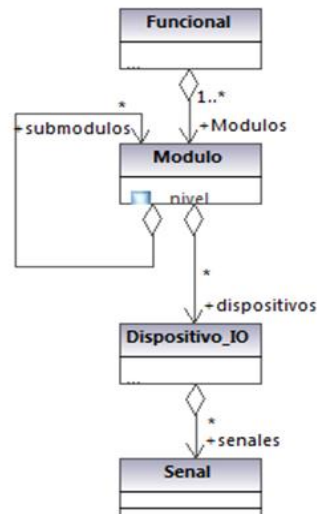 Funcional
...
1..*
+Modulos
*
+submodulos
Modulo
nivel
*
+dispositivos
Dispositivo_IO
...
*
+senales
Senal